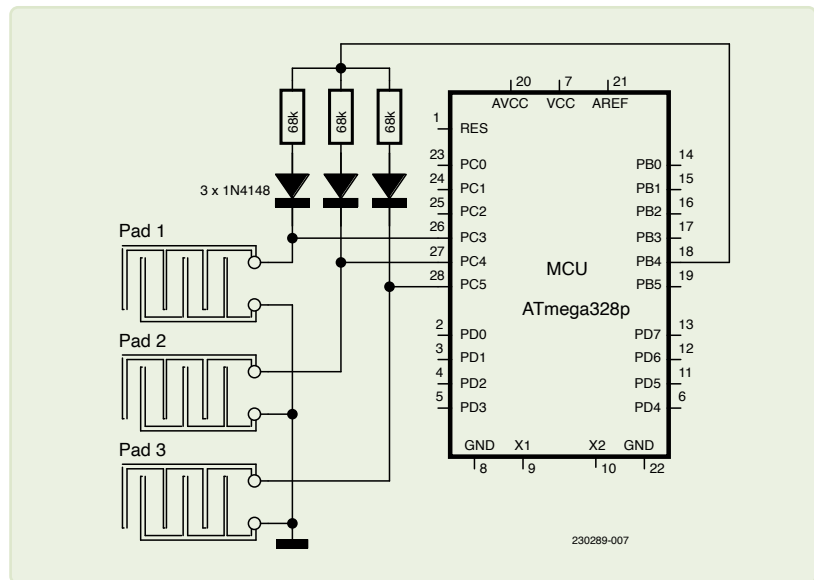 68k
68k
68k
3 x 1N4148
Pad 1
Pad 2
Pad 3
20
7
21
AVCC
VCC
AREF
1
RES
23
PC0
24
PC1
25
PC2
26
PC3
27
PC4
28
PC5
2
PD0
3
PD1
4
PD2
5
PD3
MCU
ATmega328p
PB0
14
PB1
15
PB2
16
PB3
17
PB4
18
PB5
19
PD7
13
PD6
12
PD5
11
PD4
6
GND
X1
X2
GND
8
9
10
22
230289-007